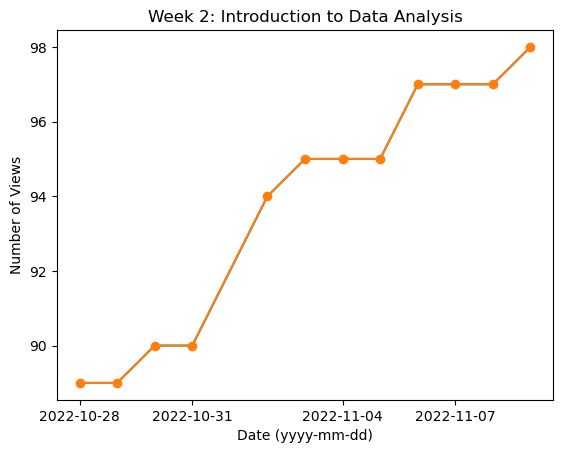 Week 2: Introduction to Data Analysis
98
96
94
92
90
Number of Views
2022-10-28 2022-10-31 2022-11-04 2022-11-07
Date (yyyy-mm-dd)